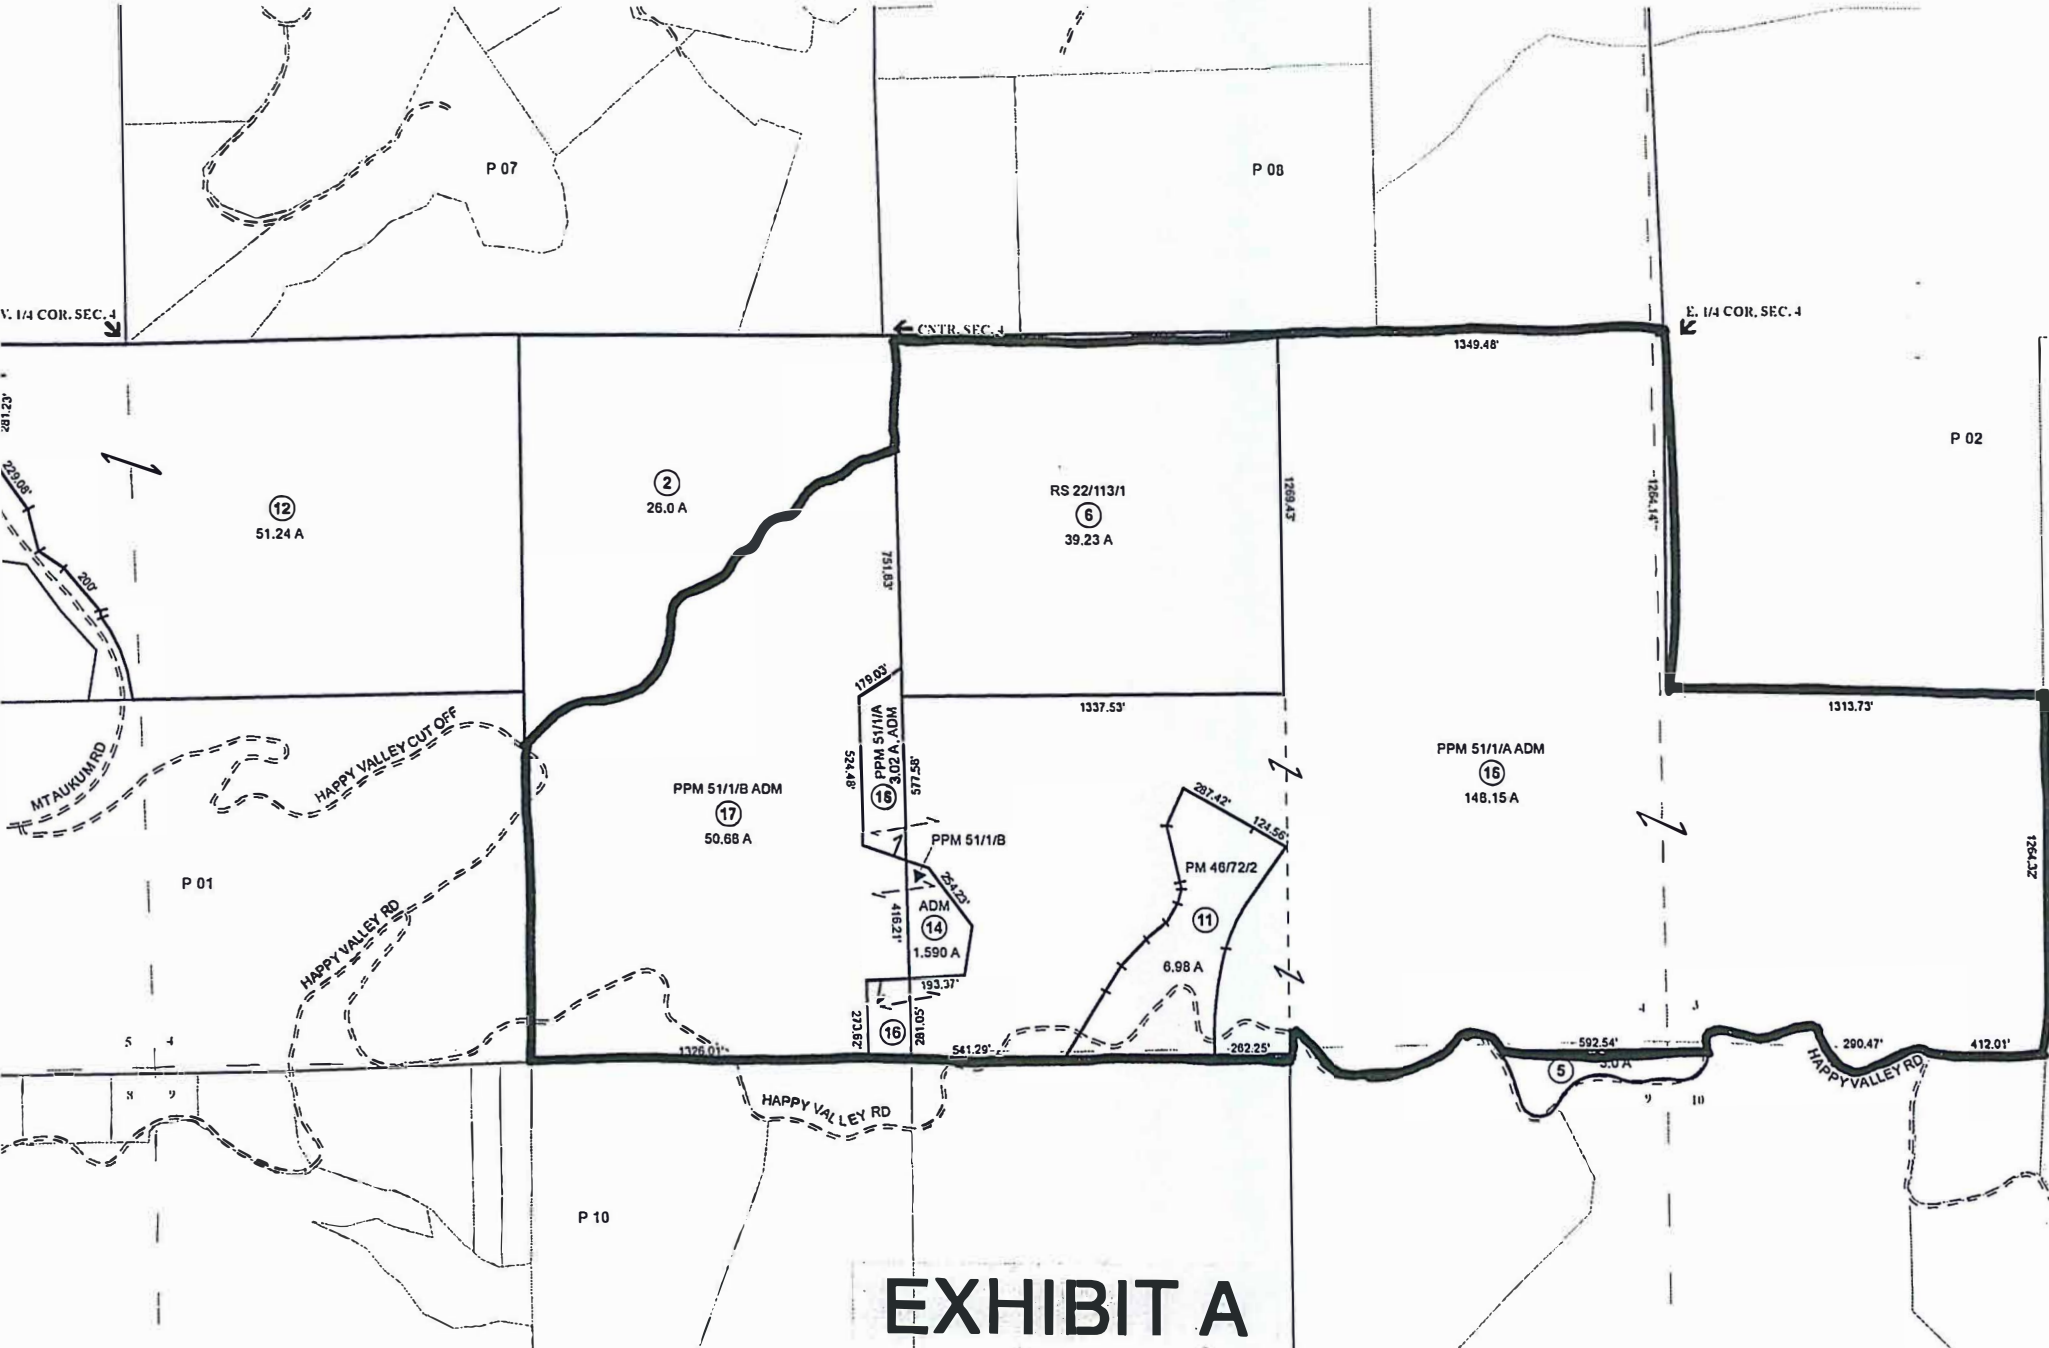 P 07
P 08
1/4 COR. SEC. 4
CNTR. SEC. 4
E. 1/4 COR. SEC. 4
1349.48'
281.23'
P 02
229.08'
12
51.24 A
2
26.0 A
RS 22/113/1
6
39.23 A
1269.43'
1264.14'
751.83'
200'
179.03'
1337.53'
1313.73'
HAPPY VALLEY CUT OFF
MT AUKUM RD
PPM 51/1/A
3.02 A. ADM
524.48'
577.58'
PPM 51/1/B ADM
17
50.68 A
PPM 51/1/A ADM
148.15 A
287.42'
124.56'
PPM 51/1/B
PM 46/72/2
1264.32'
P 01
254.23'
ADM
14
1.590 A
416.21'
11
6.98 A
HAPPY VALLEY RD
193.37'
273.62'
16
281.05'
4 3
5 4
1326.01'
541.29'
262.25'
592.54'
290.47'
412.01'
5
5.0 A
HAPPY VALLEY RD
8 9
9 10
HAPPY VALLEY RD
P 10
EXHIBIT A